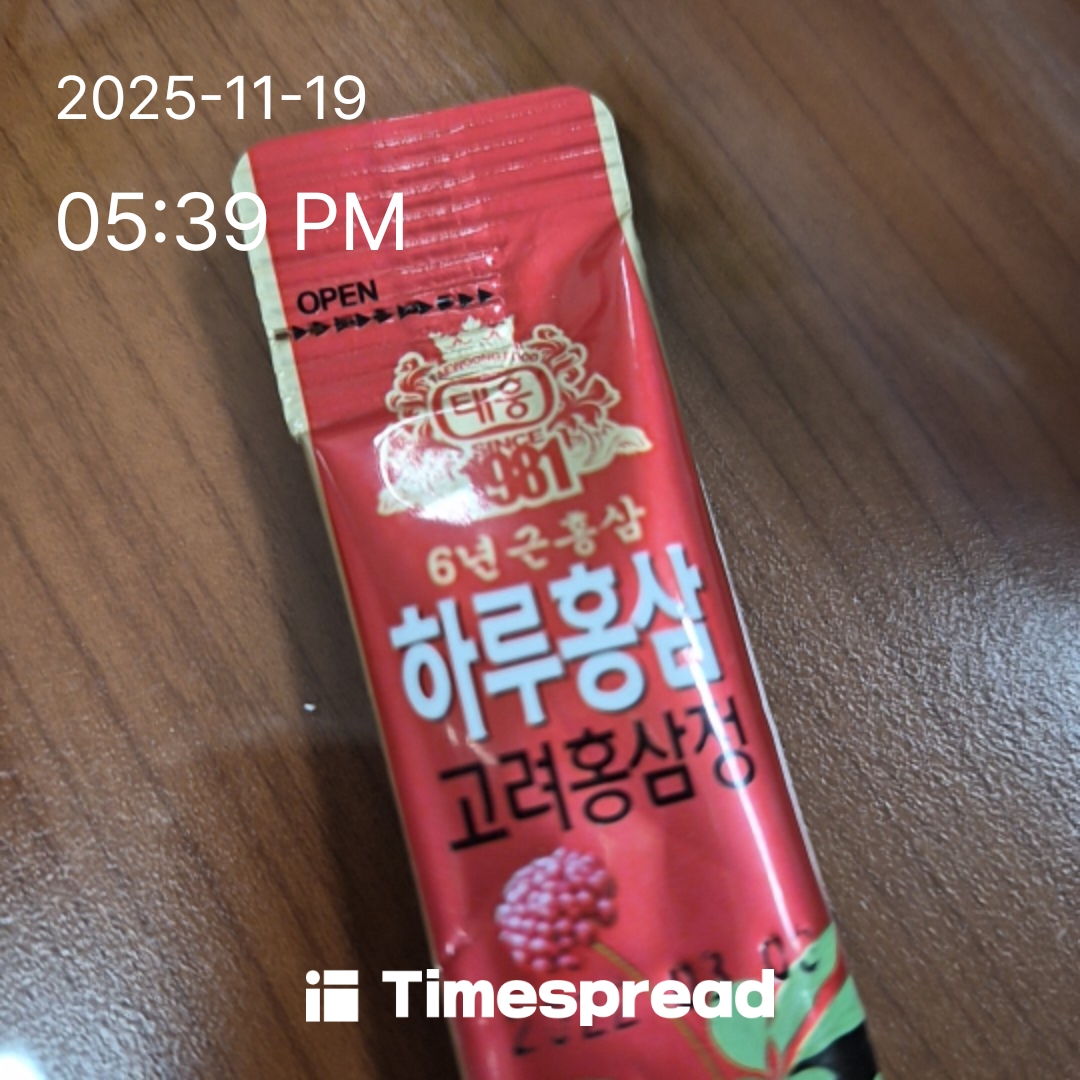 2025-11-19
05:39 PM
OPEN
TAEWOONG FOOD
태웅
SINCE
1981
6년근홍삼
하루홍삼
고려홍삼정
Timespread